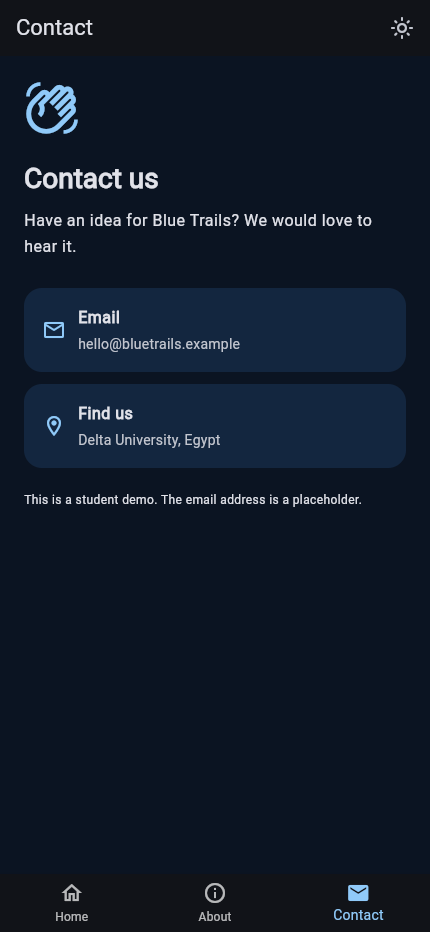 Contact
Contact us
Have an idea for Blue Trails? We would love to
hear it.
Email
hello@bluetrails.example
Find us
Delta University, Egypt
This is a student demo. The email address is a placeholder.
Home
About
Contact